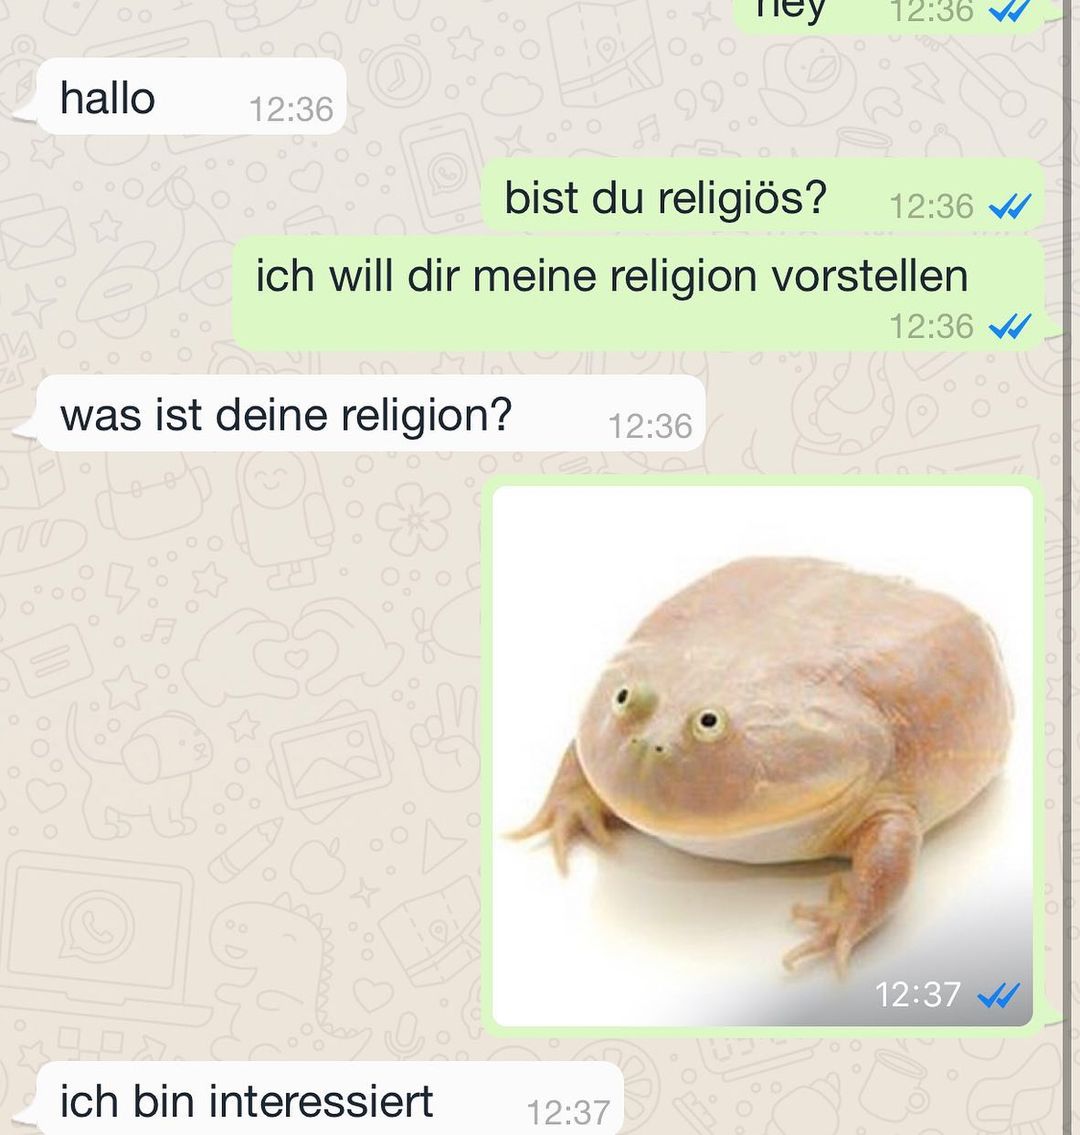 hey 12:36
hallo 12:36
bist du religiös? 12:36
ich will dir meine religion vorstellen
12:36
was ist deine religion? 12:36
12:37
ich bin interessiert 12:37